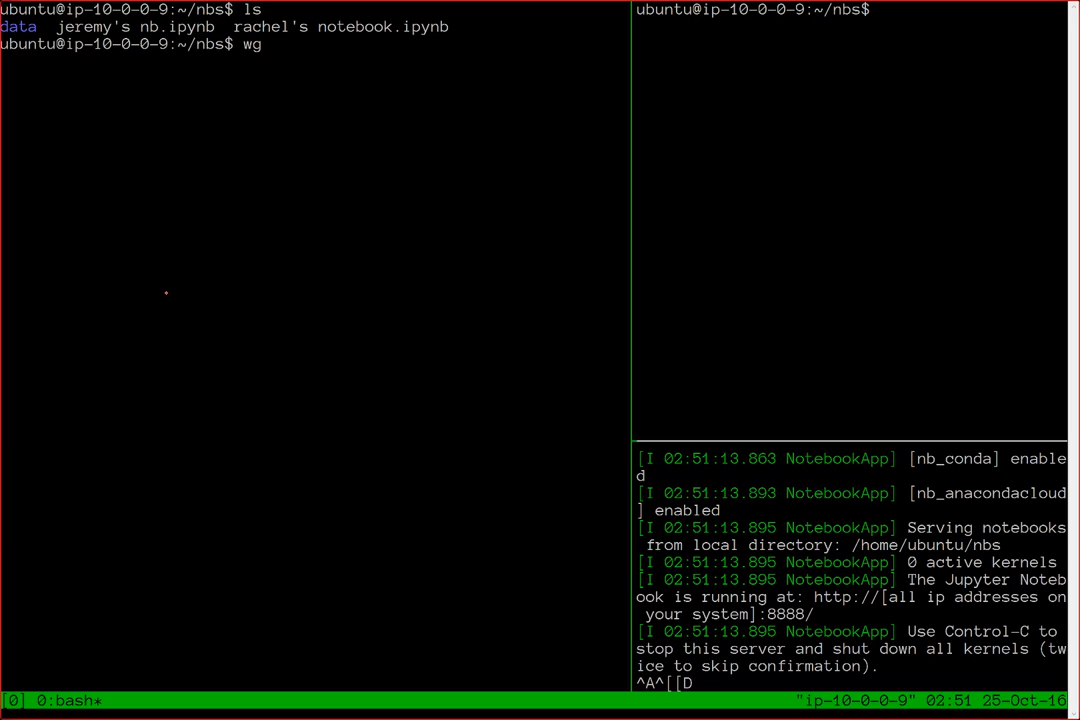 ubuntu@ip-10-0-0-9:~/nbs$ ls
data  jeremy's nb.ipynb  rachel's notebook.ipynb
ubuntu@ip-10-0-0-9:~/nbs$ wg
ubuntu@ip-10-0-0-9:~/nbs$
[I 02:51:13.863 NotebookApp] [nb_conda] enable
d
[I 02:51:13.893 NotebookApp] [nb_anacondacloud
] enabled
[I 02:51:13.895 NotebookApp] Serving notebooks
 from local directory: /home/ubuntu/nbs
[I 02:51:13.895 NotebookApp] 0 active kernels
[I 02:51:13.895 NotebookApp] The Jupyter Noteb
ook is running at: http://[all ip addresses on
 your system]:8888/
[I 02:51:13.895 NotebookApp] Use Control-C to
stop this server and shut down all kernels (tw
ice to skip confirmation).
^A^[[D
[0] 0:bash* "ip-10-0-0-9" 02:51 25-Oct-16